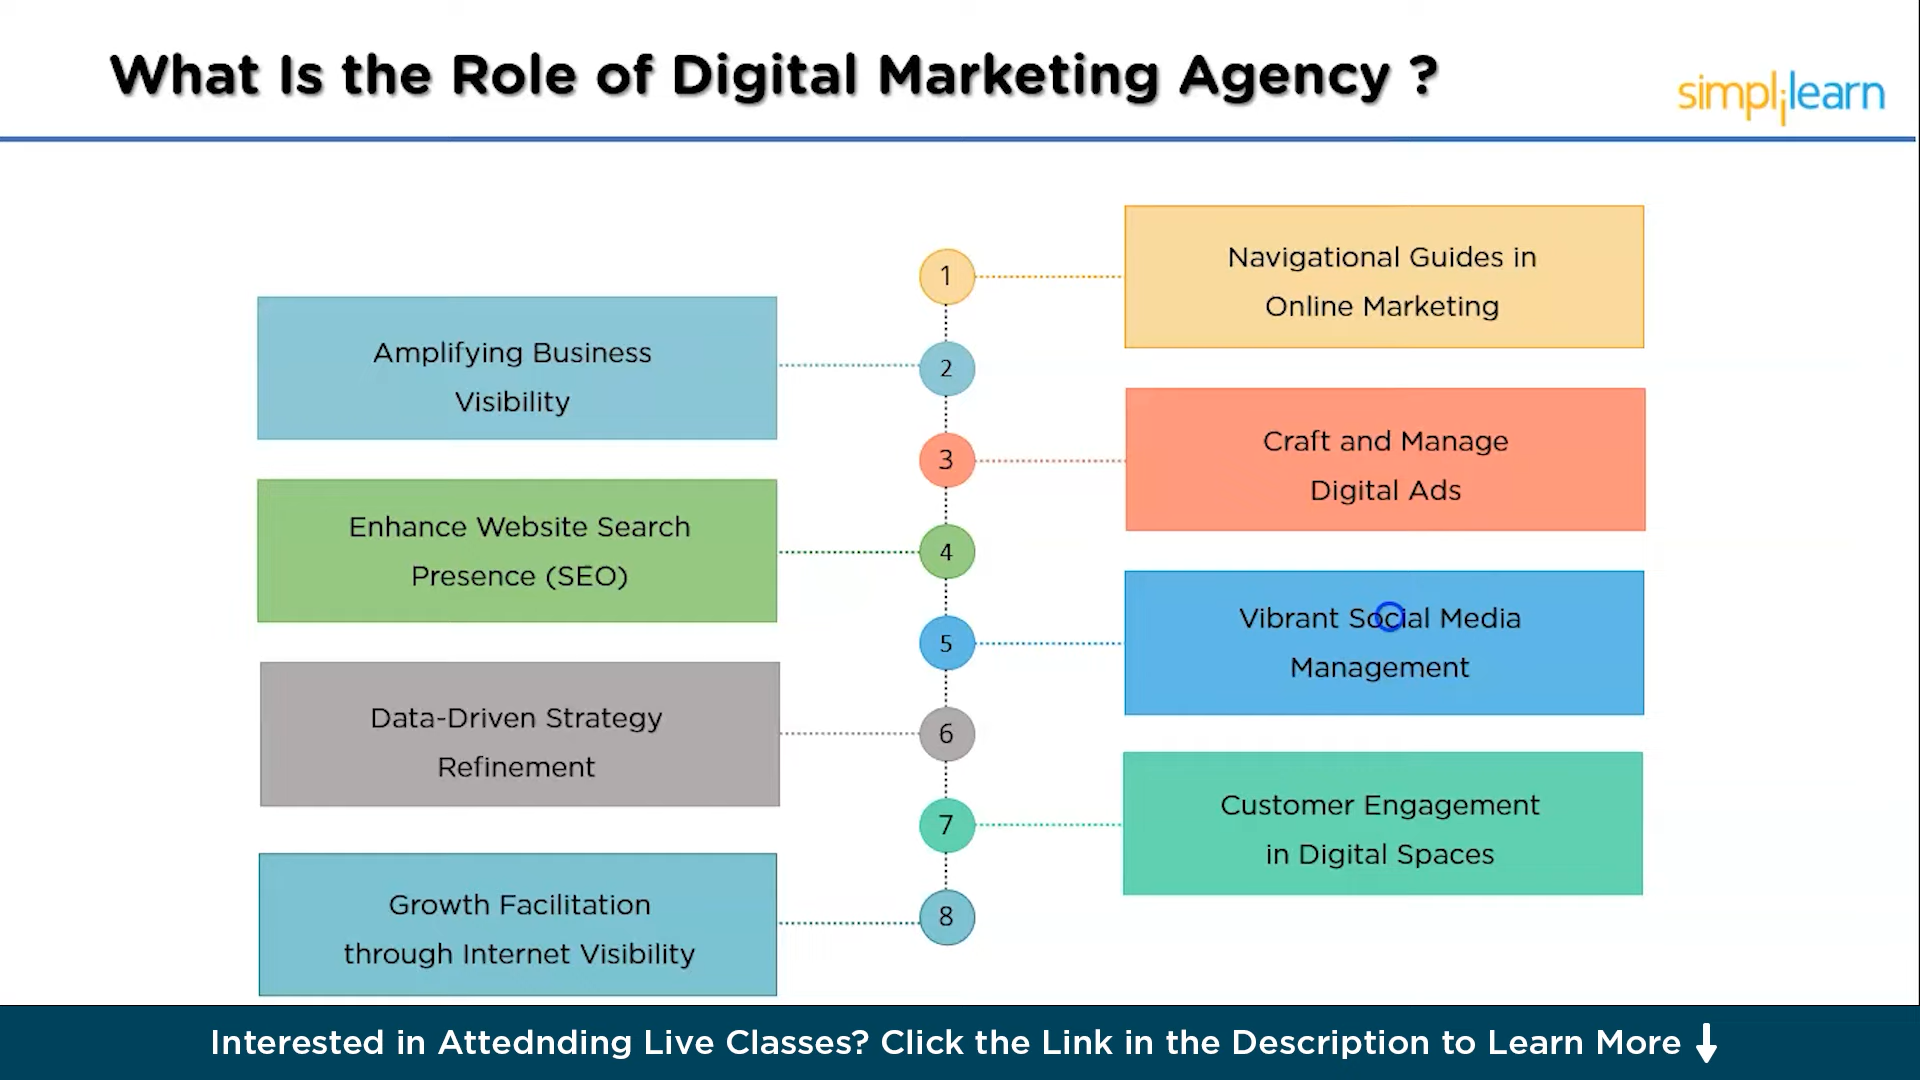 What Is the Role of Digital Marketing Agency ?
simplilearn
1
Navigational Guides in
Online Marketing
2
Amplifying Business
Visibility
3
Craft and Manage
Digital Ads
4
Enhance Website Search
Presence (SEO)
5
Vibrant Social Media
Management
6
Data-Driven Strategy
Refinement
7
Customer Engagement
in Digital Spaces
8
Growth Facilitation
through Internet Visibility
Interested in Attednding Live Classes? Click the Link in the Description to Learn More